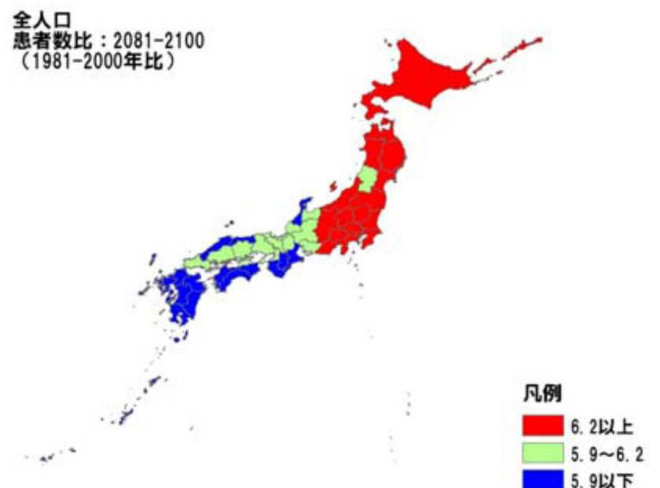 全人口
患者数比：2081-2100
（1981-2000年比）
凡例
6.2以上
5.9～6.2
5.9以下